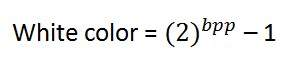 White color = (2)^{bpp} − 1